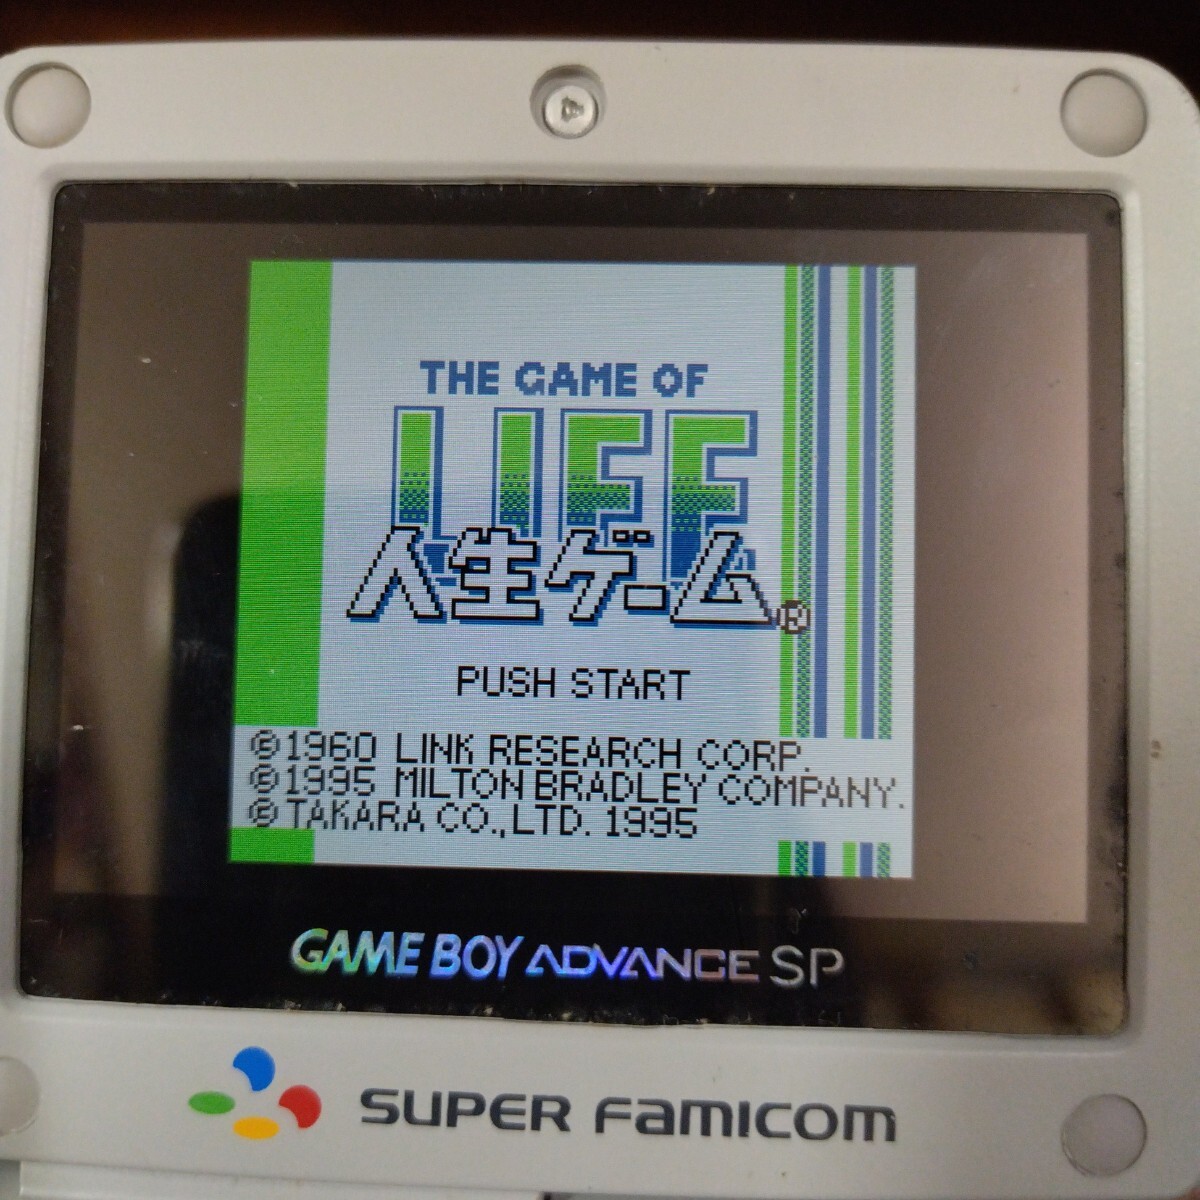 THE GAME OF
LIFE
人生ゲーム®
PUSH START
©1960 LINK RESEARCH CORP.
©1995 MILTON BRADLEY COMPANY.
©TAKARA CO.,LTD. 1995
GAME BOY ADVANCE SP
SUPER FAMICOM